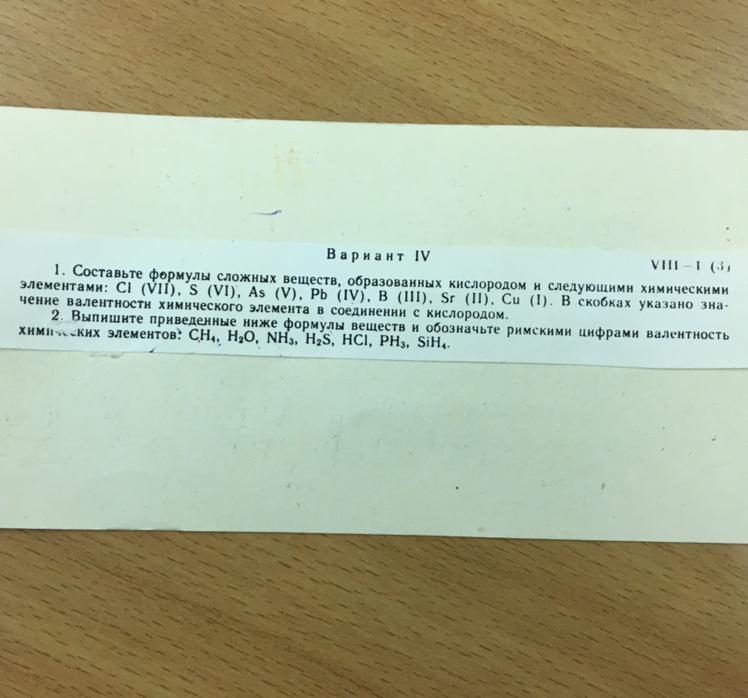 Вариант IV
VIII—I (3)
1. Составьте формулы сложных веществ, образованных кислородом и следующими химическими
элементами: Cl (VII), S (VI), As (V), Pb (IV), B (III), Sr (II), Cu (I). В скобках указано зна-
чение валентности химического элемента в соединении с кислородом.
2. Выпишите приведенные ниже формулы веществ и обозначьте римскими цифрами валентность
химических элементов: CH₄, H₂O, NH₃, H₂S, HCl, PH₃, SiH₄.